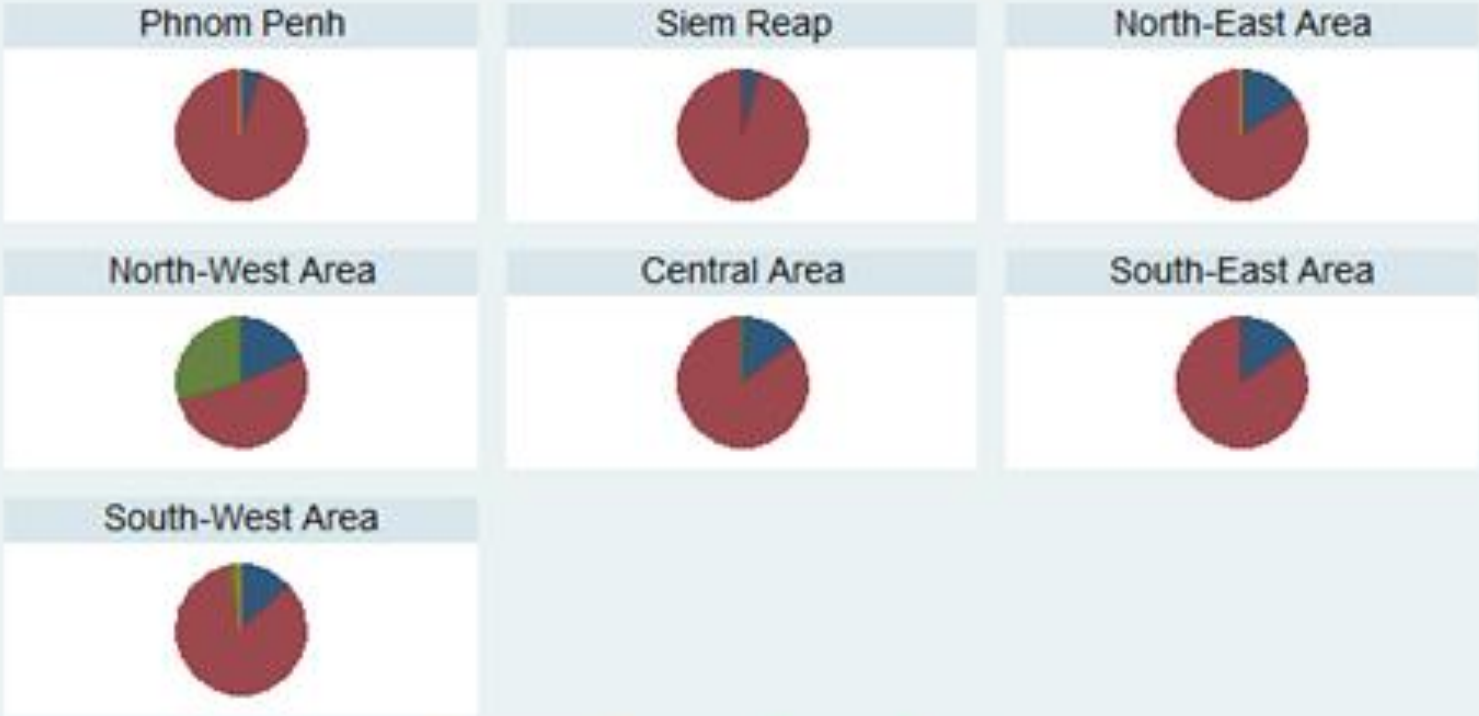 Phnom Penh
Siem Reap
North-East Area
North-West Area
Central Area
South-East Area
South-West Area